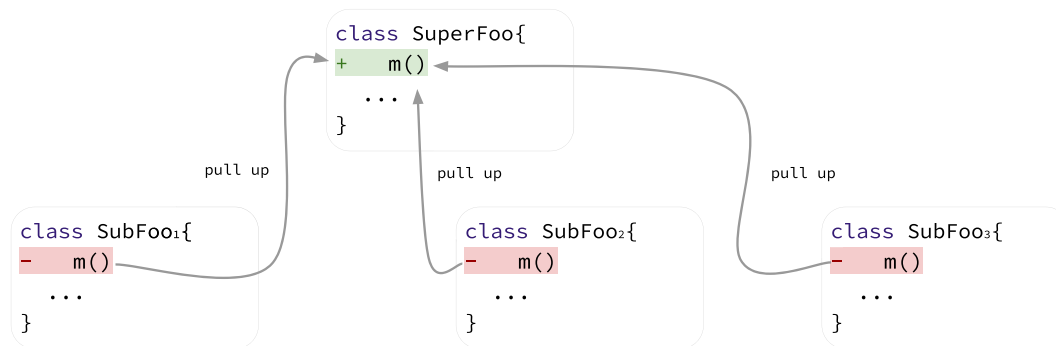 class SuperFoo{
+   m()
  ...
}
pull up
pull up
pull up
class SubFoo₁{
-   m()
  ...
}
class SubFoo₂{
-   m()
  ...
}
class SubFoo₃{
-   m()
  ...
}